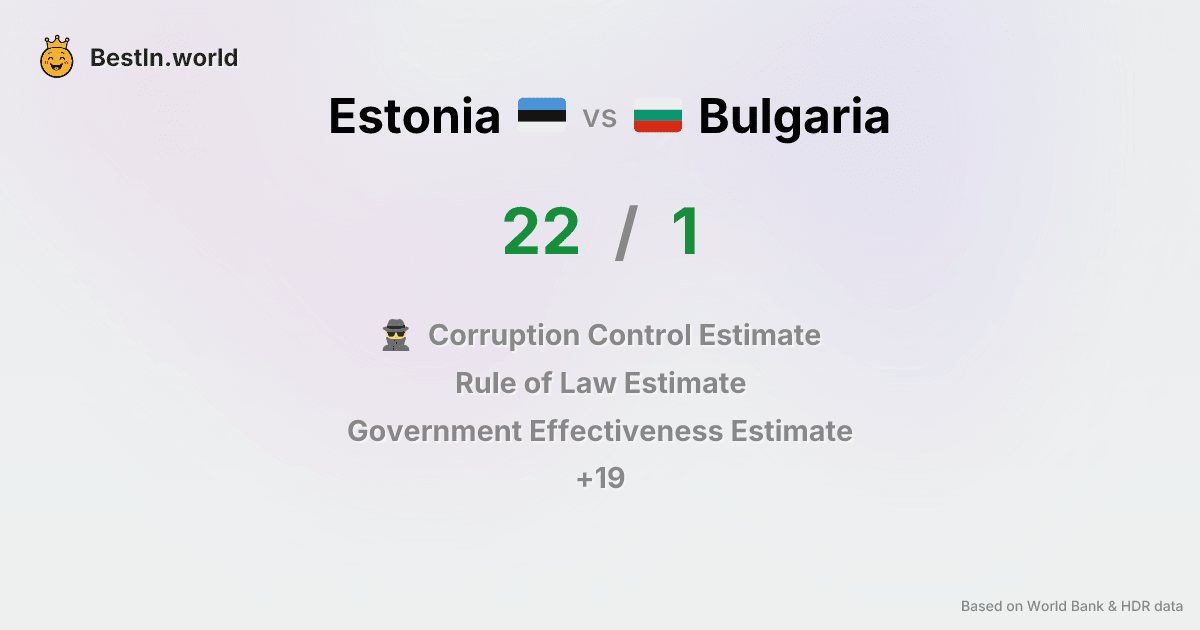 BestIn.world
Estonia vs Bulgaria
22 / 1
Corruption Control Estimate
Rule of Law Estimate
Government Effectiveness Estimate
+19
Based on World Bank & HDR data